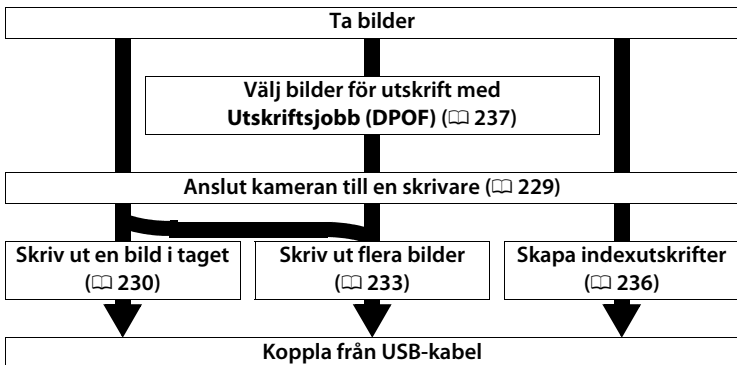 Ta bilder
Välj bilder för utskrift med
Utskriftsjobb (DPOF) (📖 237)
Anslut kameran till en skrivare (📖 229)
Skriv ut en bild i taget
(📖 230)
Skriv ut flera bilder
(📖 233)
Skapa indexutskrifter
(📖 236)
Koppla från USB-kabel